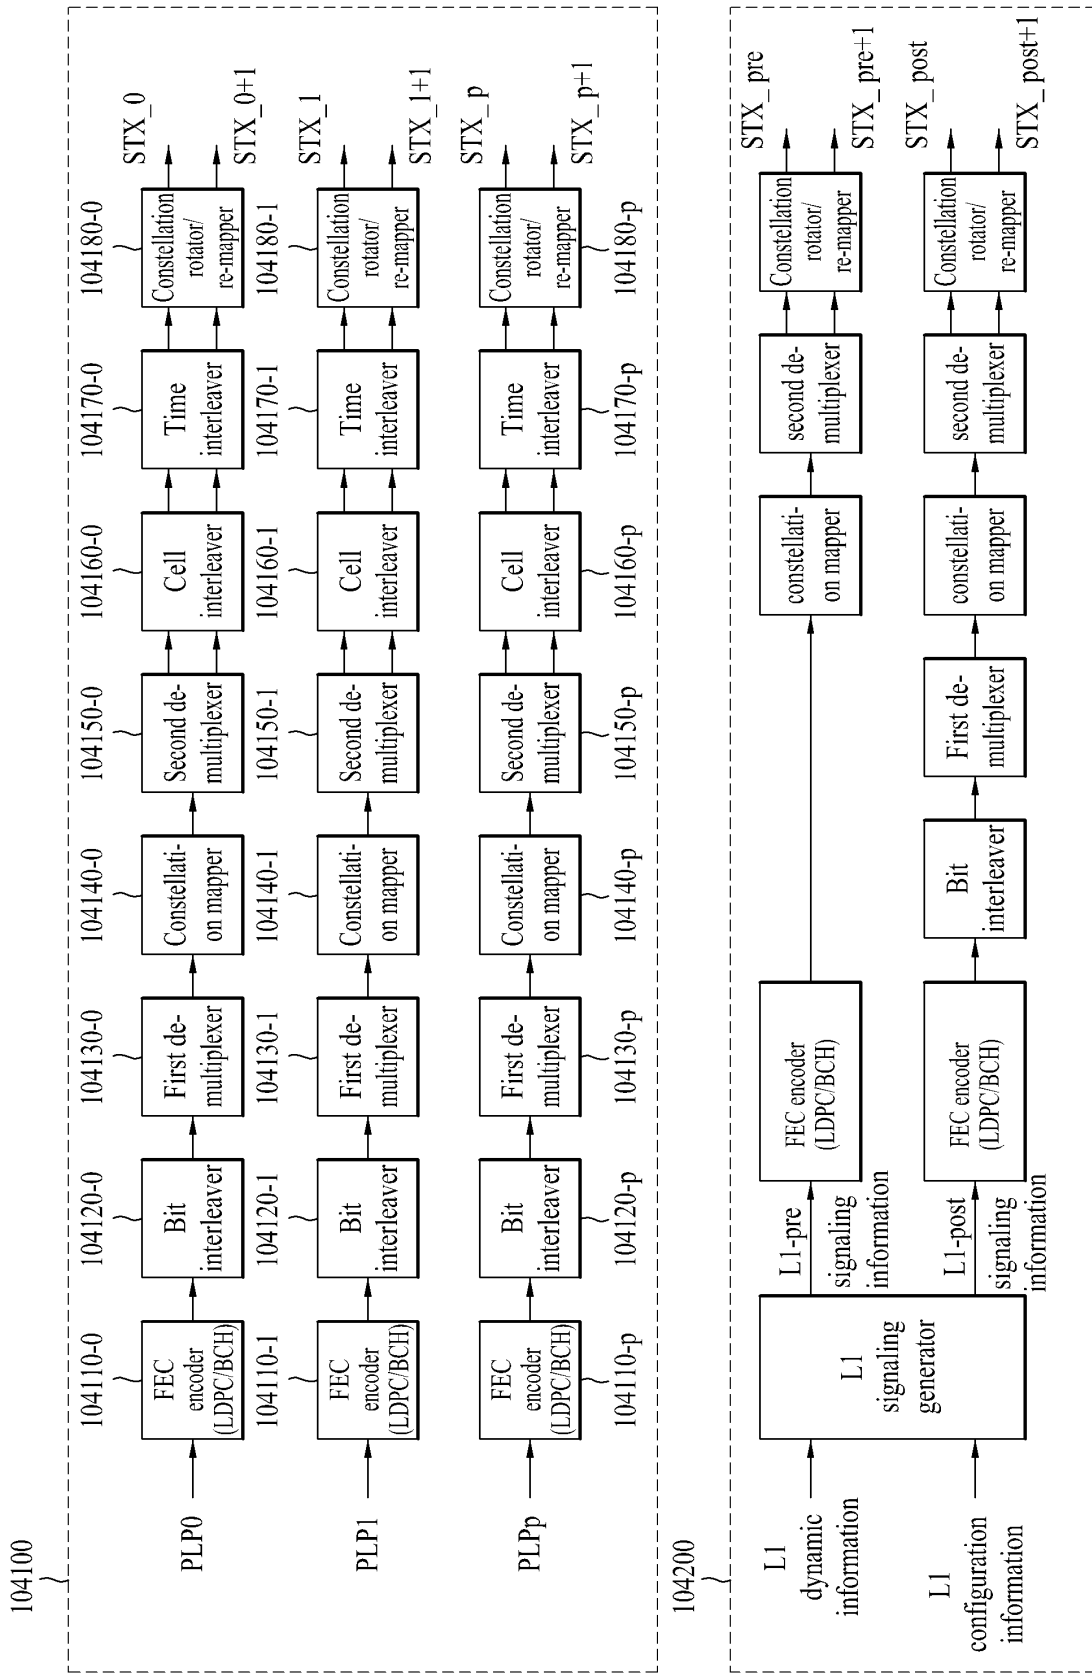 104100
PLP0
104110-0
FEC
encoder
(LDPC/BCH)
104120-0
Bit
interleaver
104130-0
First de-
multiplexer
104140-0
Constellati-
on mapper
104150-0
Second de-
multiplexer
104160-0
Cell
interleaver
104170-0
Time
interleaver
104180-0
Constellation
rotator/
re-mapper
STX_0
STX_0+1
PLP1
104110-1
FEC
encoder
(LDPC/BCH)
104120-1
Bit
interleaver
104130-1
First de-
multiplexer
104140-1
Constellati-
on mapper
104150-1
Second de-
multiplexer
104160-1
Cell
interleaver
104170-1
Time
interleaver
104180-1
Constellation
rotator/
re-mapper
STX_1
STX_1+1
PLPp
FEC
encoder
(LDPC/BCH)
104110-p
Bit
interleaver
104120-p
First de-
multiplexer
104130-p
Constellati-
on mapper
104140-p
Second de-
multiplexer
104150-p
Cell
interleaver
104160-p
Time
interleaver
104170-p
Constellation
rotator/
re-mapper
104180-p
STX_p
STX_p+1
104200
L1
dynamic
information
L1
configuration
information
L1
signaling
generator
L1-pre
signaling
information
FEC encoder
(LDPC/BCH)
constellati-
on mapper
second de-
multiplexer
Constellation
rotator/
re-mapper
STX_pre
STX_pre+1
L1-post
signaling
information
FEC encoder
(LDPC/BCH)
Bit
interleaver
First de-
multiplexer
constellati-
on mapper
second de-
multiplexer
Constellation
rotator/
re-mapper
STX_post
STX_post+1